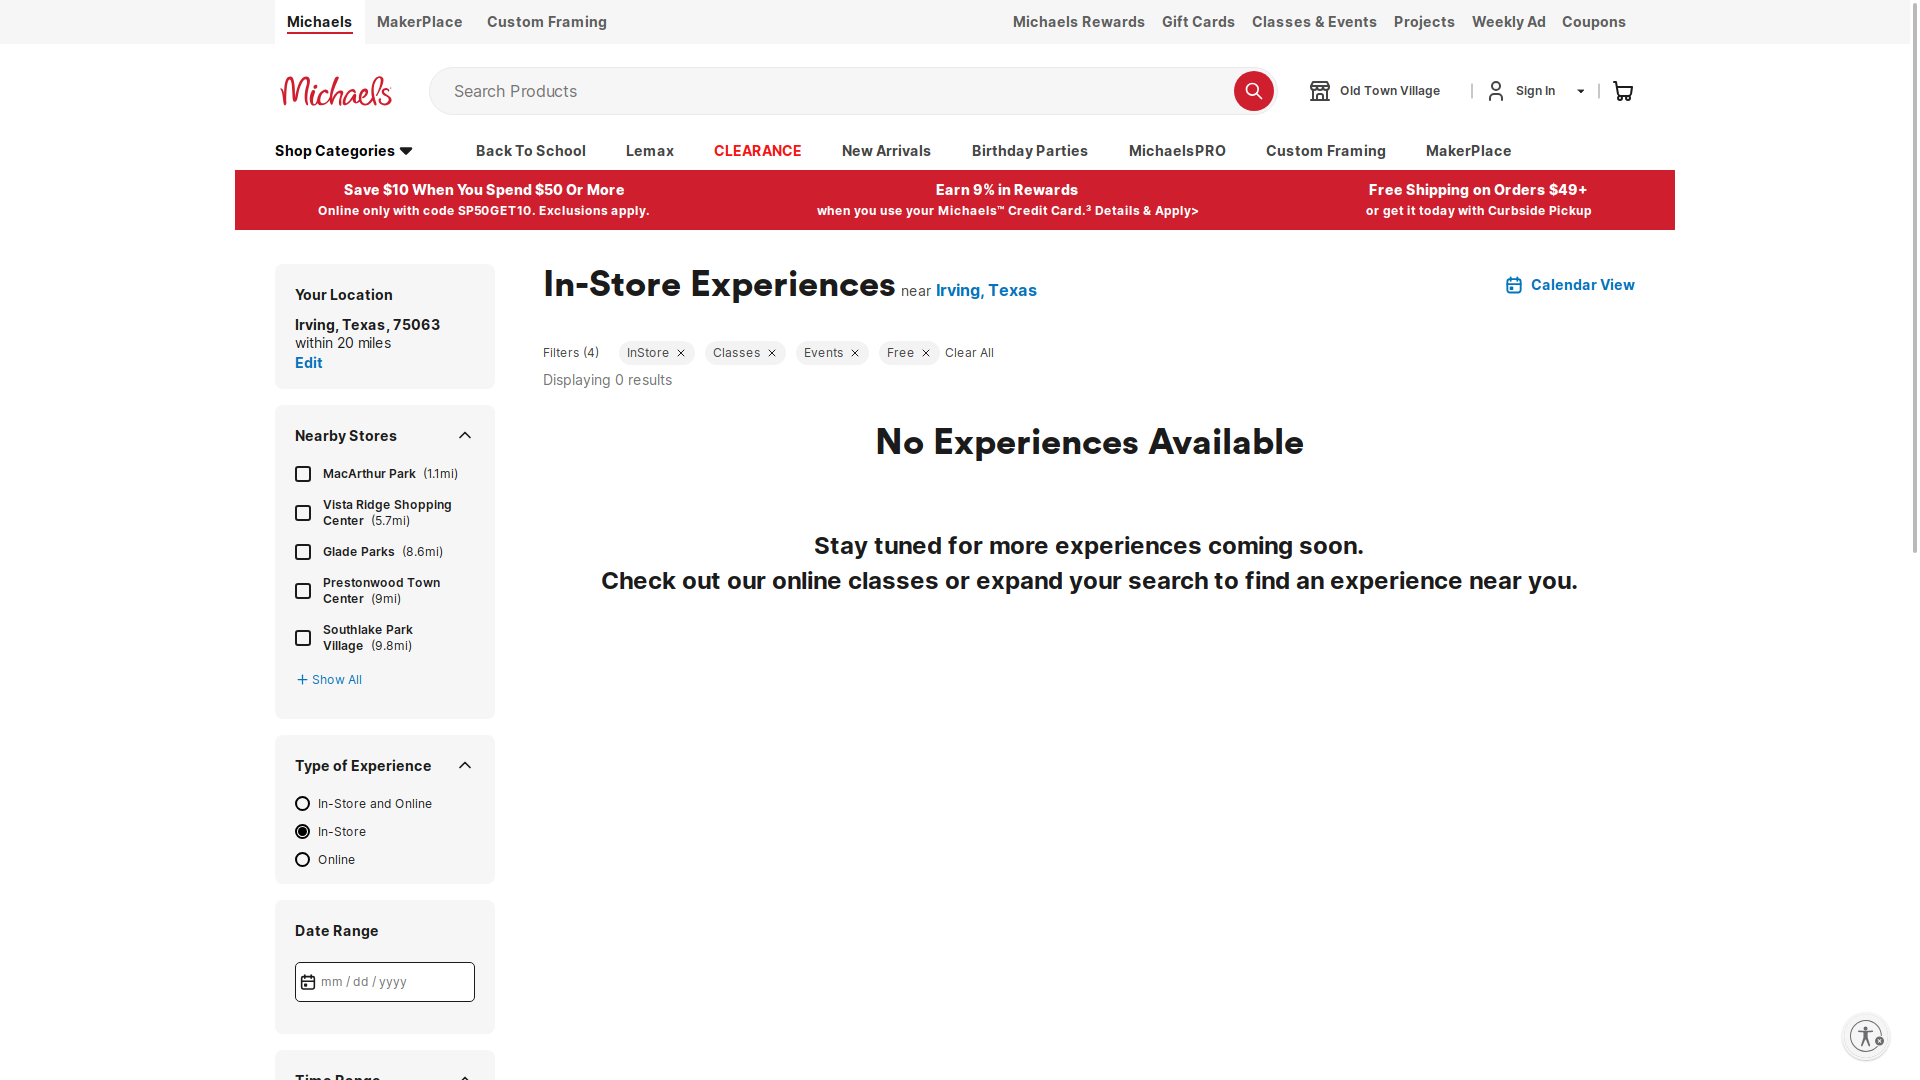 Michaels
MakerPlace
Custom Framing
Michaels Rewards
Gift Cards
Classes & Events
Projects
Weekly Ad
Coupons
Michaels
Search Products
Old Town Village
Sign In
Shop Categories
Back To School
Lemax
CLEARANCE
New Arrivals
Birthday Parties
MichaelsPRO
Custom Framing
MakerPlace
Save $10 When You Spend $50 Or More
Online only with code SP50GET10. Exclusions apply.
Earn 9% in Rewards
when you use your Michaels™ Credit Card.³ Details & Apply>
Free Shipping on Orders $49+
or get it today with Curbside Pickup
Your Location
Irving, Texas, 75063
within 20 miles
Edit
Nearby Stores
MacArthur Park (1.1mi)
Vista Ridge Shopping
Center (5.7mi)
Glade Parks (8.6mi)
Prestonwood Town
Center (9mi)
Southlake Park
Village (9.8mi)
+ Show All
Type of Experience
In-Store and Online
In-Store
Online
Date Range
mm / dd / yyyy
Time Range
In-Store Experiences near Irving, Texas
Calendar View
Filters (4)
InStore
Classes
Events
Free
Clear All
Displaying 0 results
No Experiences Available
Stay tuned for more experiences coming soon.
Check out our online classes or expand your search to find an experience near you.